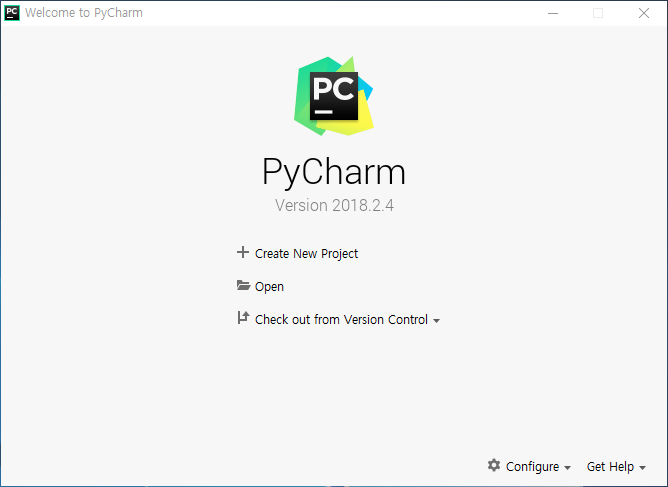 PC
Welcome to PyCharm
PC
PyCharm
Version 2018.2.4
Create New Project
Open
Check out from Version Control
Configure
Get Help